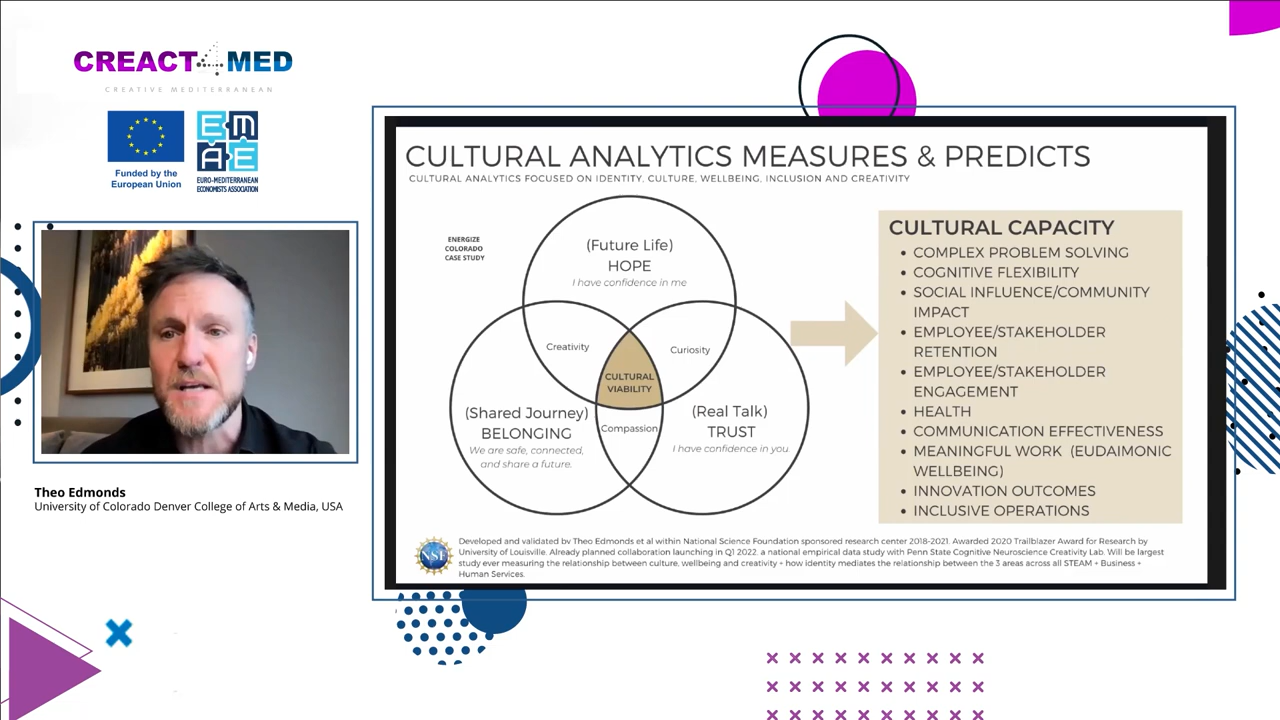 CREACT4MED
CREATIVE MEDITERRANEAN
Funded by the
European Union
EMAE
EURO-MEDITERRANEAN
ECONOMISTS ASSOCIATION
Theo Edmonds
University of Colorado Denver College of Arts & Media, USA
CULTURAL ANALYTICS MEASURES & PREDICTS
CULTURAL ANALYTICS FOCUSED ON IDENTITY, CULTURE, WELLBEING, INCLUSION AND CREATIVITY
ENERGIZE
COLORADO
CASE STUDY
(Future Life)
HOPE
I have confidence in me
Creativity
Curiosity
CULTURAL
VIABILITY
(Shared Journey)
BELONGING
We are safe, connected,
and share a future.
Compassion
(Real Talk)
TRUST
I have confidence in you.
CULTURAL CAPACITY
• COMPLEX PROBLEM SOLVING
• COGNITIVE FLEXIBILITY
• SOCIAL INFLUENCE/COMMUNITY
IMPACT
• EMPLOYEE/STAKEHOLDER
RETENTION
• EMPLOYEE/STAKEHOLDER
ENGAGEMENT
• HEALTH
• COMMUNICATION EFFECTIVENESS
• MEANINGFUL WORK (EUDAIMONIC
WELLBEING)
• INNOVATION OUTCOMES
• INCLUSIVE OPERATIONS
NSF
Developed and validated by Theo Edmonds et al within National Science Foundation sponsored research center 2018-2021. Awarded 2020 Trailblazer Award for Research by
University of Louisville. Already planned collaboration launching in Q1 2022, a national empirical data study with Penn State Cognitive Neuroscience Creativity Lab. Will be largest
study ever measuring the relationship between culture, wellbeing and creativity + how identity mediates the relationship between the 3 areas across all STEAM + Business +
Human Services.